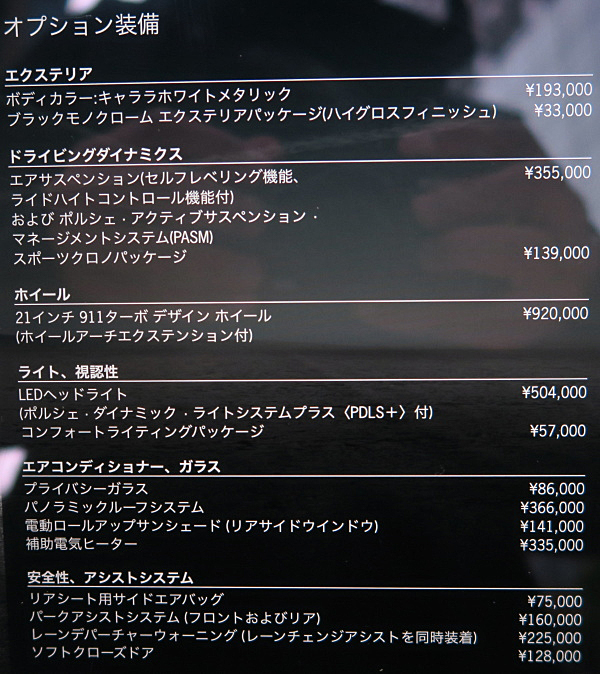 オプション装備
エクステリア
ボディカラー:キャララホワイトメタリック ¥193,000
ブラックモノクローム エクステリアパッケージ(ハイグロスフィニッシュ) ¥33,000
ドライビングダイナミクス
エアサスペンション(セルフレベリング機能、 ¥355,000
ライドハイトコントロール機能付)
および ポルシェ・アクティブサスペンション・
マネージメントシステム(PASM)
スポーツクロノパッケージ ¥139,000
ホイール
21インチ 911ターボ デザイン ホイール ¥920,000
(ホイールアーチエクステンション付)
ライト、視認性
LEDヘッドライト ¥504,000
(ポルシェ・ダイナミック・ライトシステムプラス〈PDLS+〉付)
コンフォートライティングパッケージ ¥57,000
エアコンディショナー、ガラス
プライバシーガラス ¥86,000
パノラミックルーフシステム ¥366,000
電動ロールアップサンシェード (リアサイドウインドウ) ¥141,000
補助電気ヒーター ¥335,000
安全性、アシストシステム
リアシート用サイドエアバッグ ¥75,000
パークアシストシステム (フロントおよびリア) ¥160,000
レーンデパーチャーウォーニング (レーンチェンジアシストを同時装着) ¥225,000
ソフトクローズドア ¥128,000